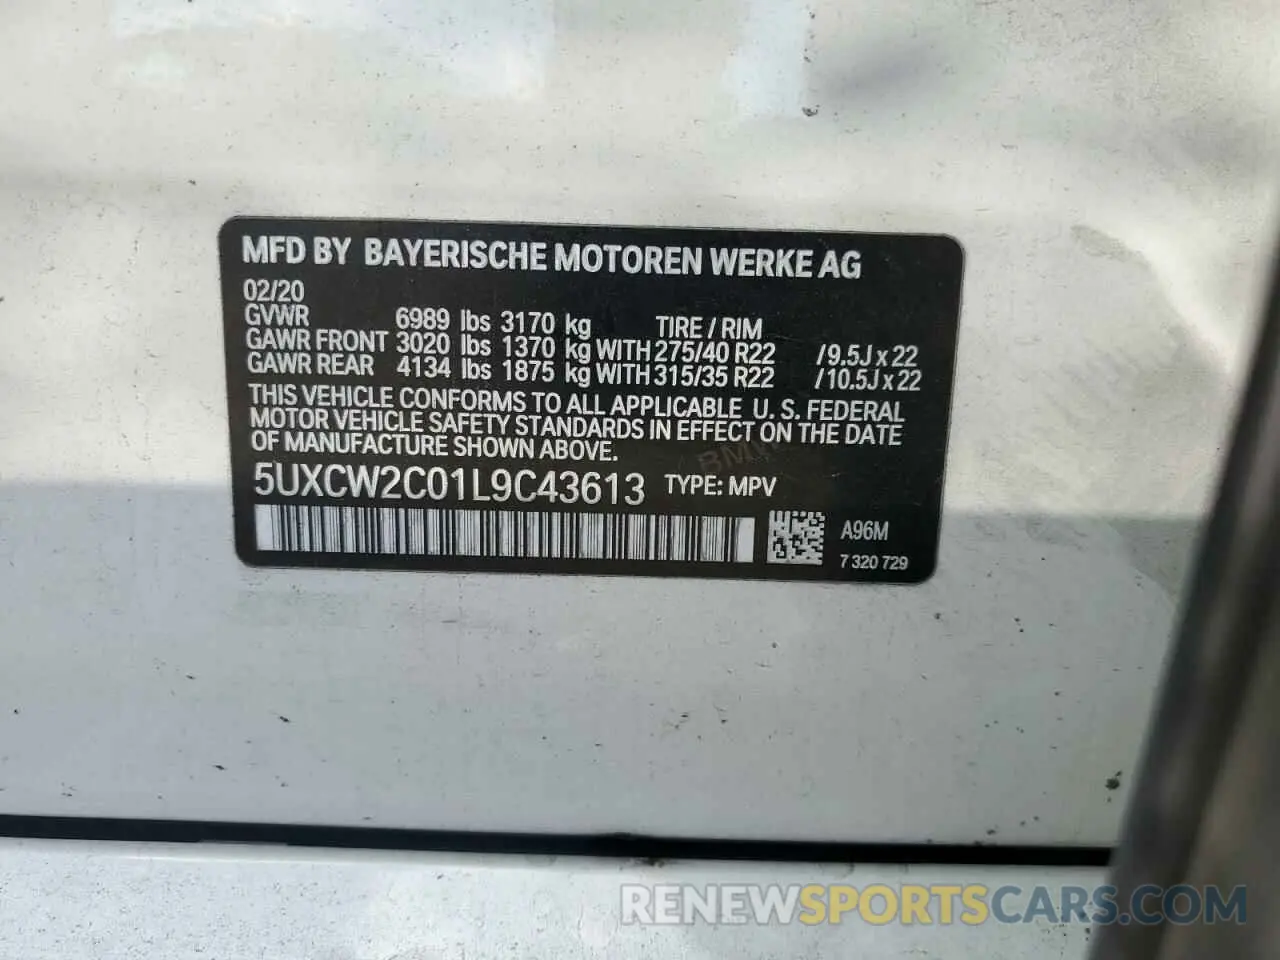 MFD BY BAYERISCHE MOTOREN WERKE AG
02/20
GVWR 6989 lbs 3170 kg TIRE / RIM
GAWR FRONT 3020 lbs 1370 kg WITH 275/40 R22 / 9.5J x 22
GAWR REAR 4134 lbs 1875 kg WITH 315/35 R22 / 10.5J x 22
THIS VEHICLE CONFORMS TO ALL APPLICABLE U. S. FEDERAL
MOTOR VEHICLE SAFETY STANDARDS IN EFFECT ON THE DATE
OF MANUFACTURE SHOWN ABOVE.
5UXCW2C01L9C43613 TYPE: MPV
A96M
7 320 729
RENEWSPORTSCARS.COM